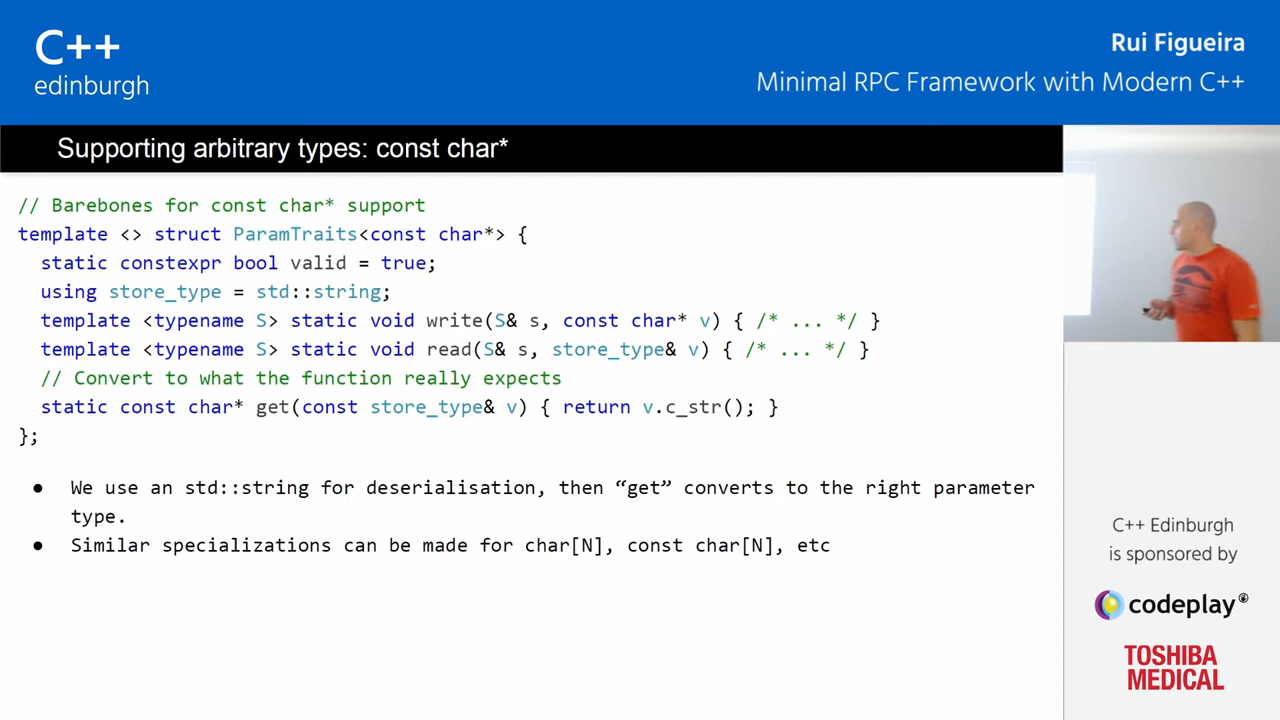 C++
edinburgh
Rui Figueira
Minimal RPC Framework with Modern C++
Supporting arbitrary types: const char*
// Barebones for const char* support
template <> struct ParamTraits<const char*> {
  static constexpr bool valid = true;
  using store_type = std::string;
  template <typename S> static void write(S& s, const char* v) { /* ... */ }
  template <typename S> static void read(S& s, store_type& v) { /* ... */ }
  // Convert to what the function really expects
  static const char* get(const store_type& v) { return v.c_str(); }
};
● We use an std::string for deserialisation, then “get” converts to the right parameter
type.
● Similar specializations can be made for char[N], const char[N], etc
C++ Edinburgh
is sponsored by
codeplay
TOSHIBA
MEDICAL